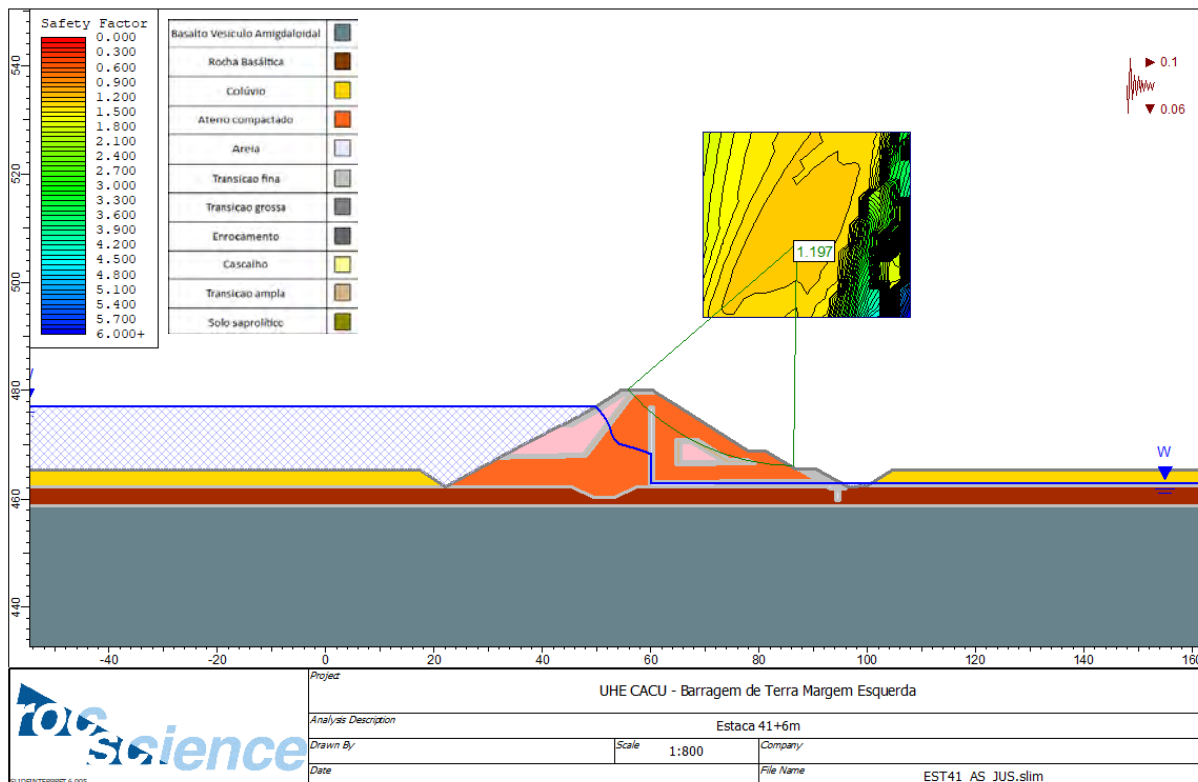 Safety Factor
0.000
0.300
0.600
0.900
1.200
1.500
1.800
2.100
2.400
2.700
3.000
3.300
3.600
3.900
4.200
4.500
4.800
5.100
5.400
5.700
6.000+
Basalto Vesículo Amigdaloidal
Rocha Basáltica
Colúvio
Aterro compactado
Areia
Transicao fina
Transicao grossa
Enrocamento
Cascalho
Transicao ampla
Solo saprolítico
0.1
0.06
1.197
W
540
520
500
480
460
440
-40
-20
0
20
40
60
80
100
120
140
160
rocscience
SLIDEINTERPRET 6.005
Project
UHE CACU - Barragem de Terra Margem Esquerda
Analysis Description
Estaca 41+6m
Drawn By
Scale
1:800
Company
Date
File Name
EST41_AS_JUS.slim